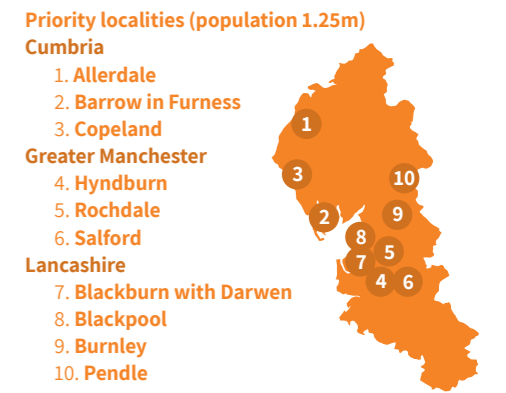 Priority localities (population 1.25m)
Cumbria
1. Allerdale
2. Barrow in Furness
3. Copeland
Greater Manchester
4. Hyndburn
5. Rochdale
6. Salford
Lancashire
7. Blackburn with Darwen
8. Blackpool
9. Burnley
10. Pendle
1
3
10
2
9
8
5
7
4
6